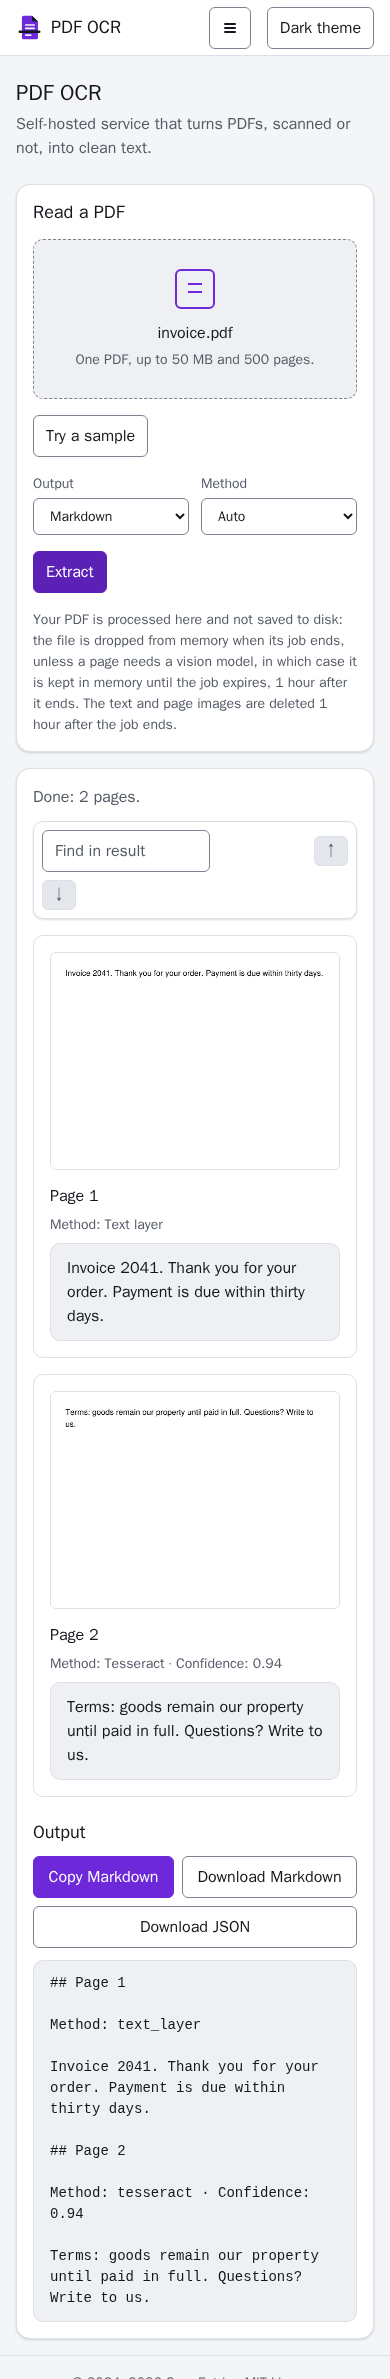 PDF OCR
Dark theme
PDF OCR
Self-hosted service that turns PDFs, scanned or
not, into clean text.
Read a PDF
invoice.pdf
One PDF, up to 50 MB and 500 pages.
Try a sample
Output
Method
Markdown
Auto
Extract
Your PDF is processed here and not saved to disk:
the file is dropped from memory when its job ends,
unless a page needs a vision model, in which case it
is kept in memory until the job expires, 1 hour after
it ends. The text and page images are deleted 1
hour after the job ends.
Done: 2 pages.
Find in result
↑
↓
Invoice 2041. Thank you for your order. Payment is due within thirty days.
Page 1
Method: Text layer
Invoice 2041. Thank you for your
order. Payment is due within thirty
days.
Terms: goods remain our property until paid in full. Questions? Write to
us.
Page 2
Method: Tesseract · Confidence: 0.94
Terms: goods remain our property
until paid in full. Questions? Write to
us.
Output
Copy Markdown
Download Markdown
Download JSON
## Page 1
Method: text_layer
Invoice 2041. Thank you for your
order. Payment is due within
thirty days.
## Page 2
Method: tesseract · Confidence:
0.94
Terms: goods remain our property
until paid in full. Questions?
Write to us.